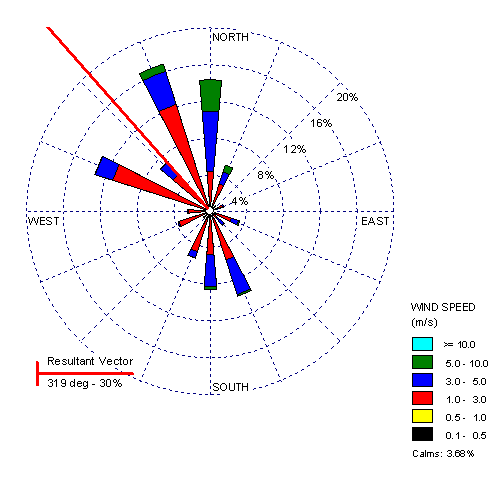 NORTH
20%
16%
12%
8%
4%
WEST
EAST
WIND SPEED
(m/s)
>= 10.0
5.0 - 10.0
3.0 - 5.0
1.0 - 3.0
0.5 - 1.0
0.1 - 0.5
Calms: 3.68%
Resultant Vector
319 deg - 30%
SOUTH